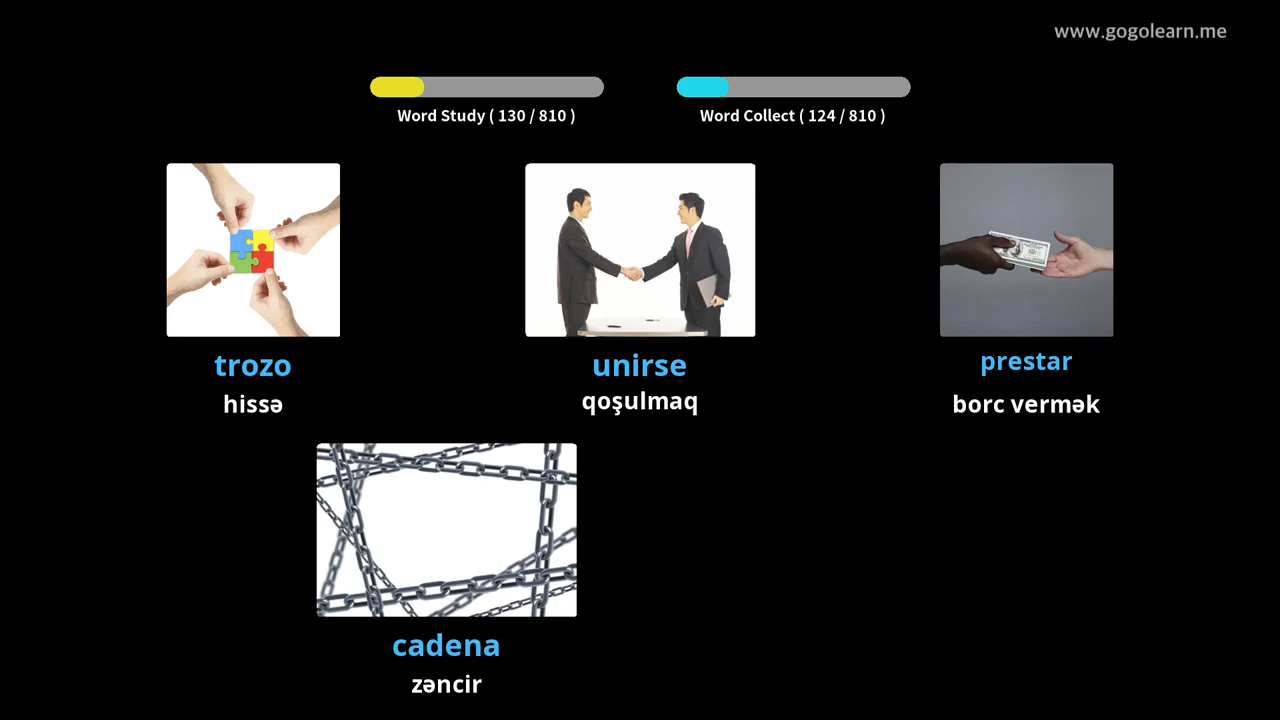 www.gogolearn.me
Word Study ( 130 / 810 )
Word Collect ( 124 / 810 )
trozo
hissə
unirse
qoşulmaq
prestar
borc vermək
cadena
zəncir